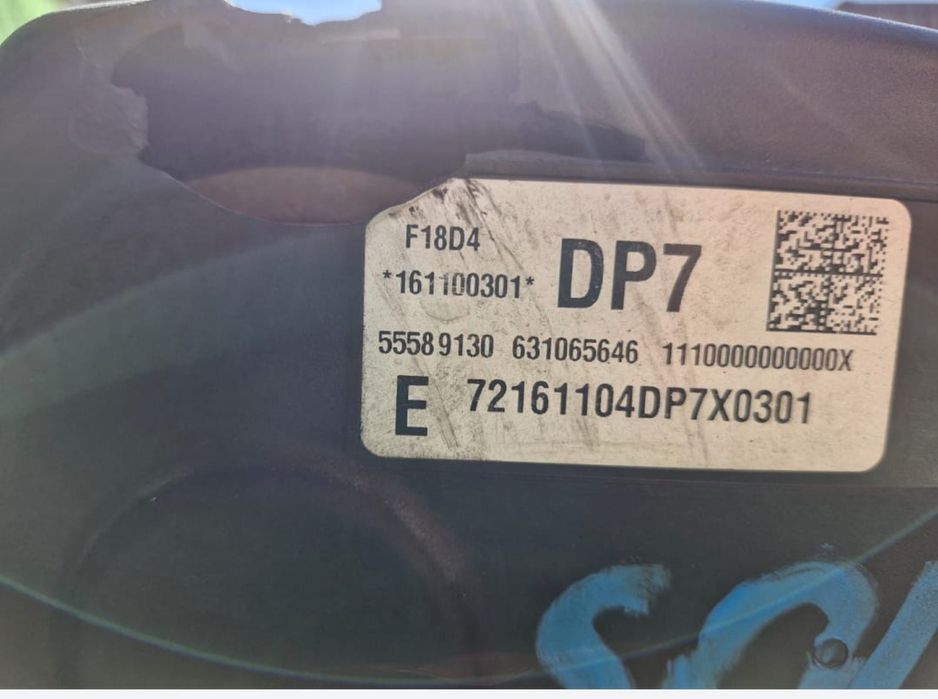 F18D4
*161100301* DP7
55589130 631065646 1110000000000X
E 72161104DP7X0301